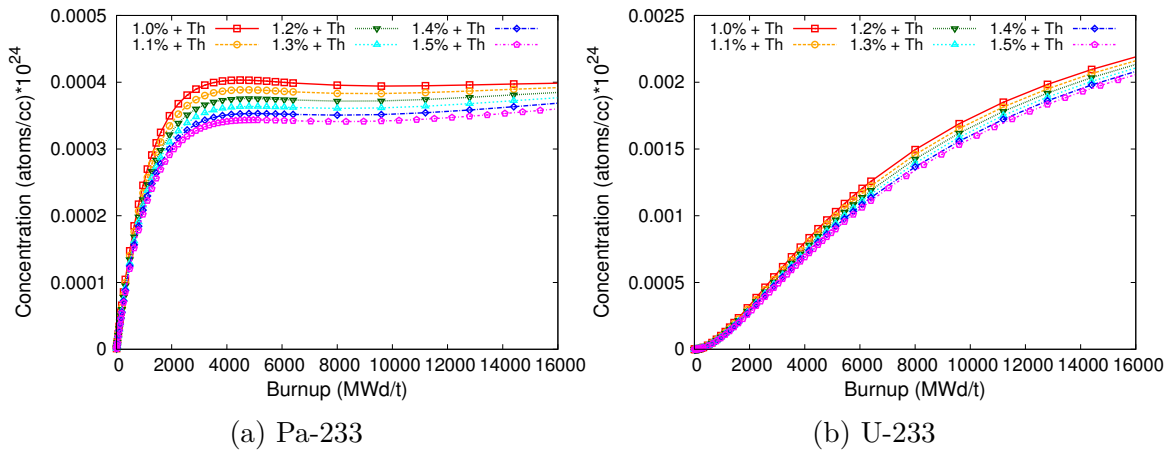 Concentration (atoms/cc)*10^24
0.0005
0.0004
0.0003
0.0002
0.0001
0
1.0% + Th 1.2% + Th 1.4% + Th
1.1% + Th 1.3% + Th 1.5% + Th
0 2000 4000 6000 8000 10000 12000 14000 16000
Burnup (MWd/t)
(a) Pa-233
Concentration (atoms/cc)*10^24
0.0025
0.002
0.0015
0.001
0.0005
0
1.0% + Th 1.2% + Th 1.4% + Th
1.1% + Th 1.3% + Th 1.5% + Th
0 2000 4000 6000 8000 10000 12000 14000 16000
Burnup (MWd/t)
(b) U-233